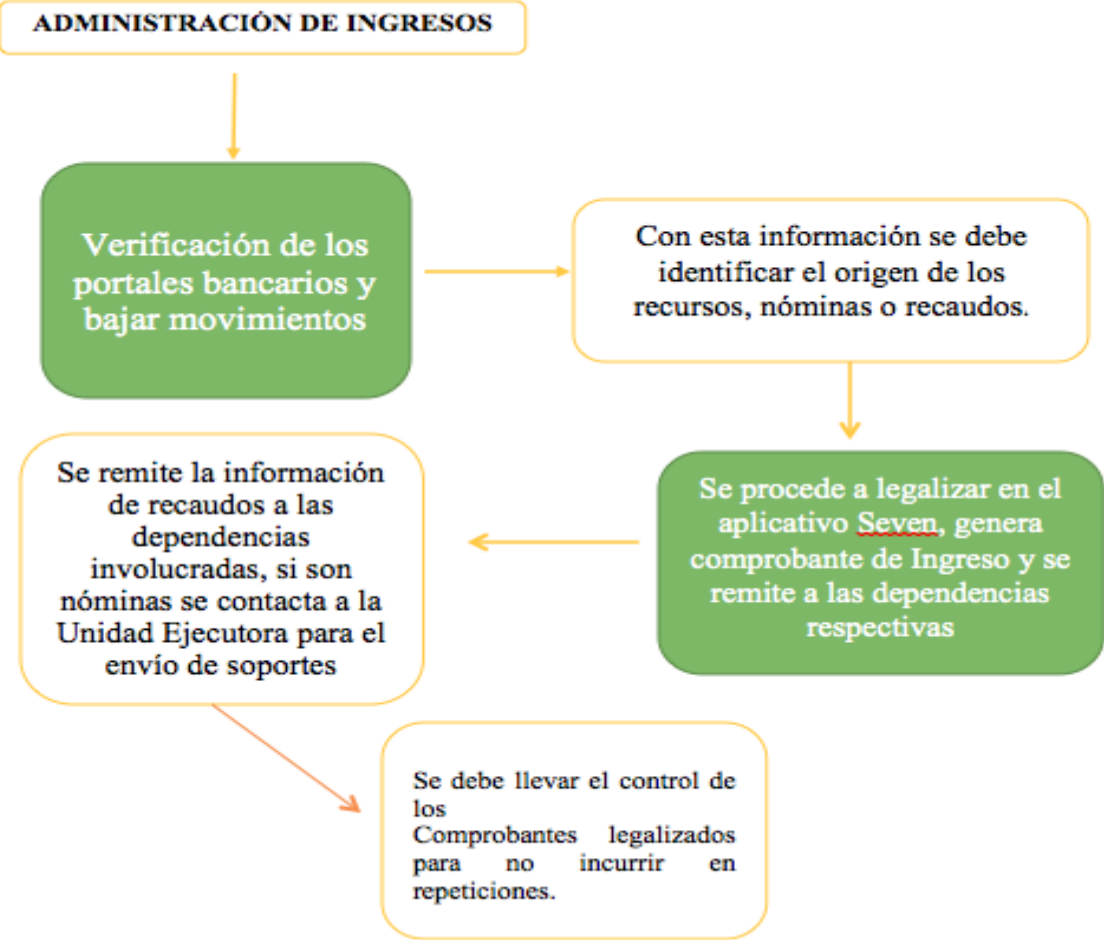 ADMINISTRACIÓN DE INGRESOS
Verificación de los
portales bancarios y
bajar movimientos
Con esta información se debe
identificar el origen de los
recursos, nóminas o recaudos.
Se procede a legalizar en el
aplicativo Seven, genera
comprobante de Ingreso y se
remite a las dependencias
respectivas
Se remite la información
de recaudos a las
dependencias
involucradas, si son
nóminas se contacta a la
Unidad Ejecutora para el
envío de soportes
Se debe llevar el control de
los
Comprobantes legalizados
para no incurrir en
repeticiones.